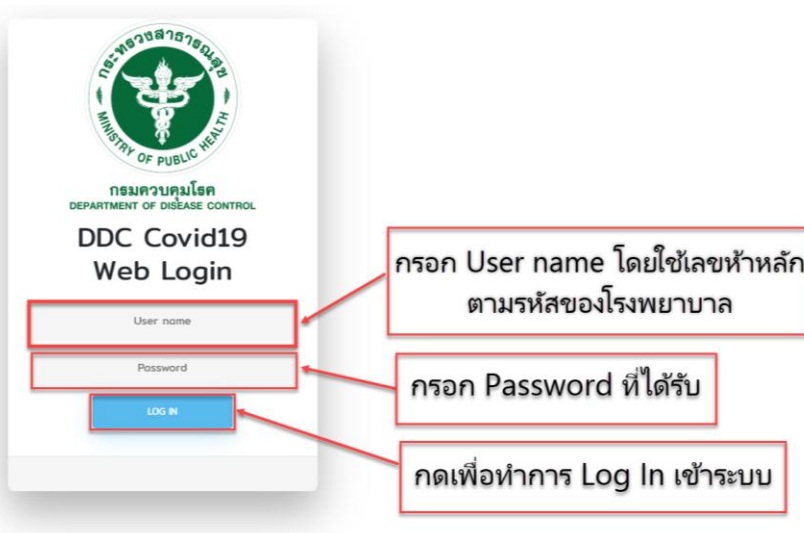 กระทรวงสาธารณสุข
MINISTRY OF PUBLIC HEALTH
กรมควบคุมโรค
DEPARTMENT OF DISEASE CONTROL
DDC Covid19
Web Login
User name
Password
LOG IN
กรอก User name โดยใช้เลขห้าหลัก
ตามรหัสของโรงพยาบาล
กรอก Password ที่ได้รับ
กดเพื่อทำการ Log In เข้าระบบ